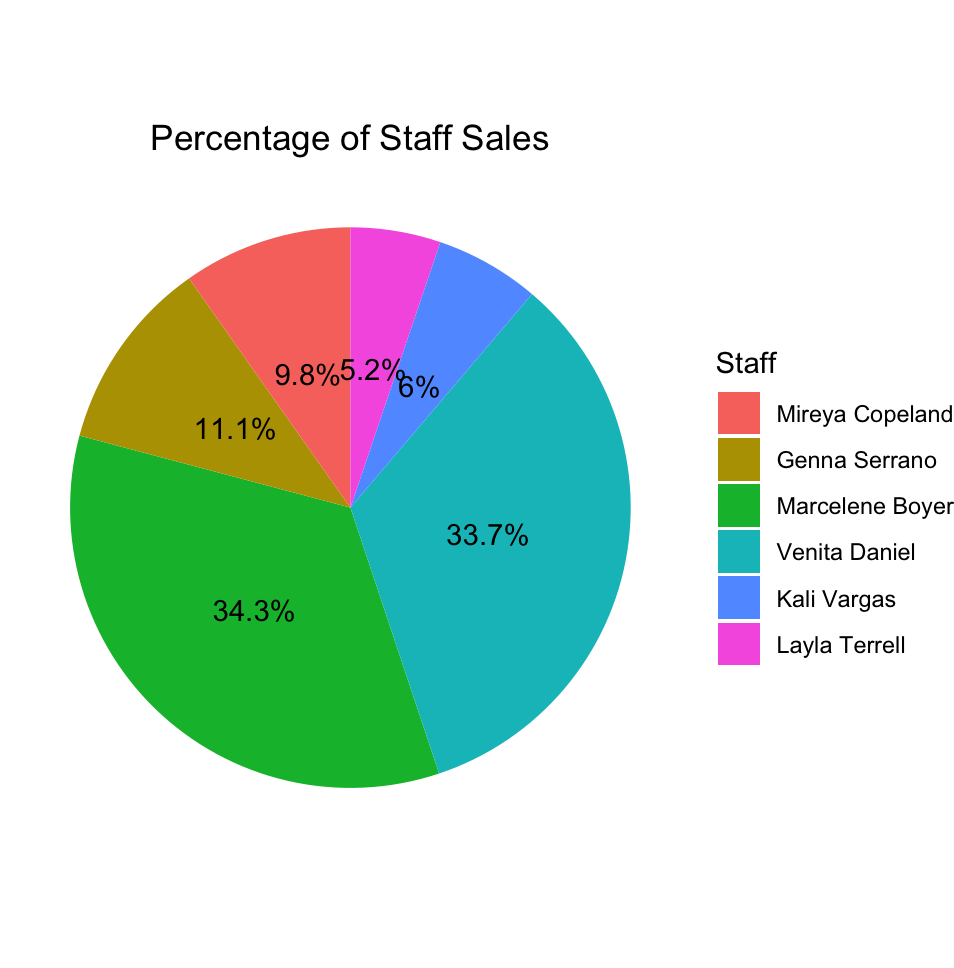 Percentage of Staff Sales
9.8%
5.2%
6%
11.1%
33.7%
34.3%
Staff
Mireya Copeland
Genna Serrano
Marcelene Boyer
Venita Daniel
Kali Vargas
Layla Terrell